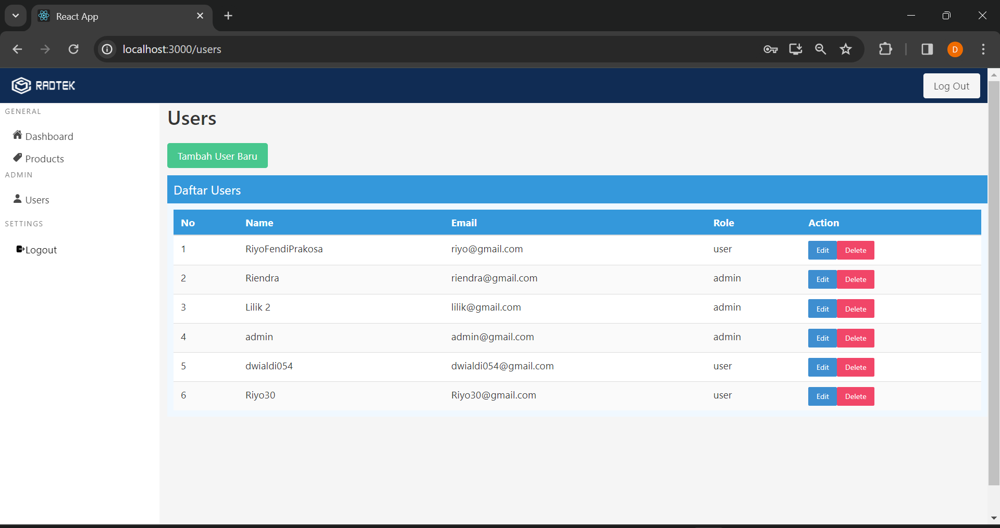 React App
localhost:3000/users
D
RADTEK
Log Out
GENERAL
Dashboard
Products
ADMIN
Users
SETTINGS
Logout
Users
Tambah User Baru
Daftar Users
No Name Email Role Action
1 RiyoFendiPrakosa riyo@gmail.com user Edit Delete
2 Riendra riendra@gmail.com admin Edit Delete
3 Lilik 2 lilik@gmail.com admin Edit Delete
4 admin admin@gmail.com admin Edit Delete
5 dwialdi054 dwialdi054@gmail.com user Edit Delete
6 Riyo30 Riyo30@gmail.com user Edit Delete